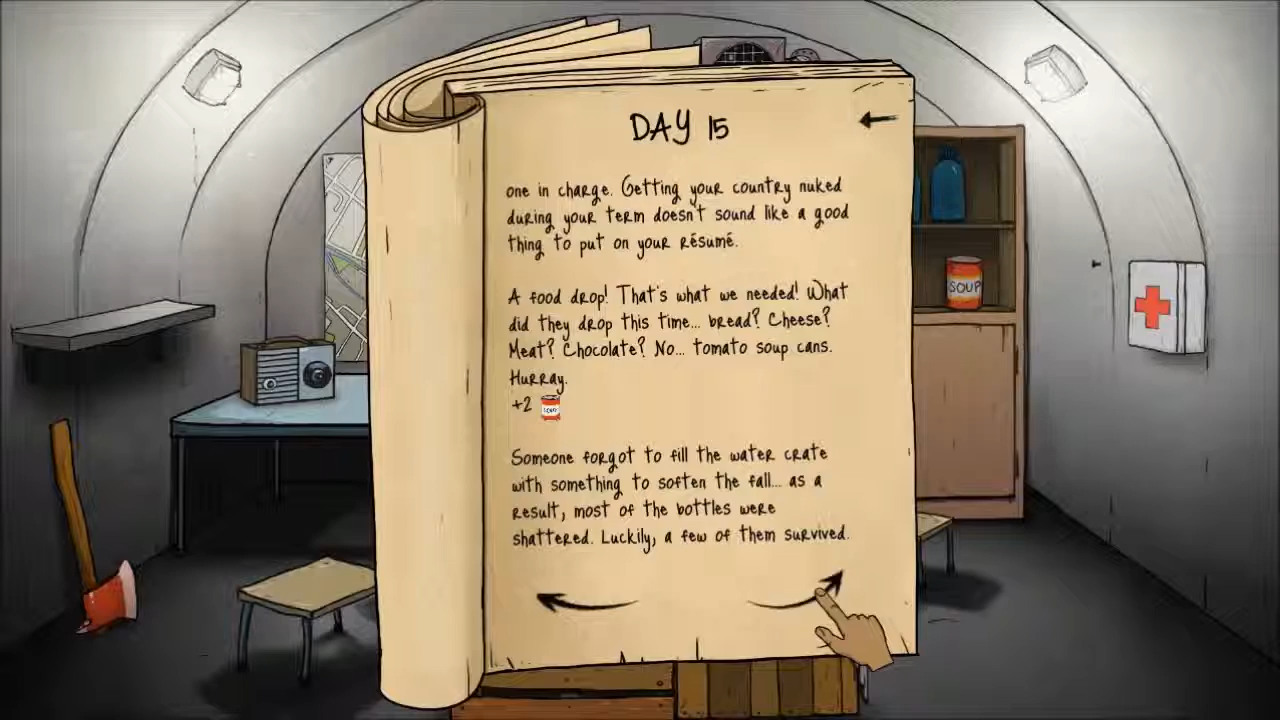 DAY 15
one in charge. Getting your country nuked
during your term doesn't sound like a good
thing to put on your résumé.
A food drop! That's what we needed! What
did they drop this time... bread? Cheese?
Meat? Chocolate? No... tomato soup cans.
Hurray.
+2 SOUP
Someone forgot to fill the water crate
with something to soften the fall... as a
result, most of the bottles were
shattered. Luckily, a few of them survived.
SOUP